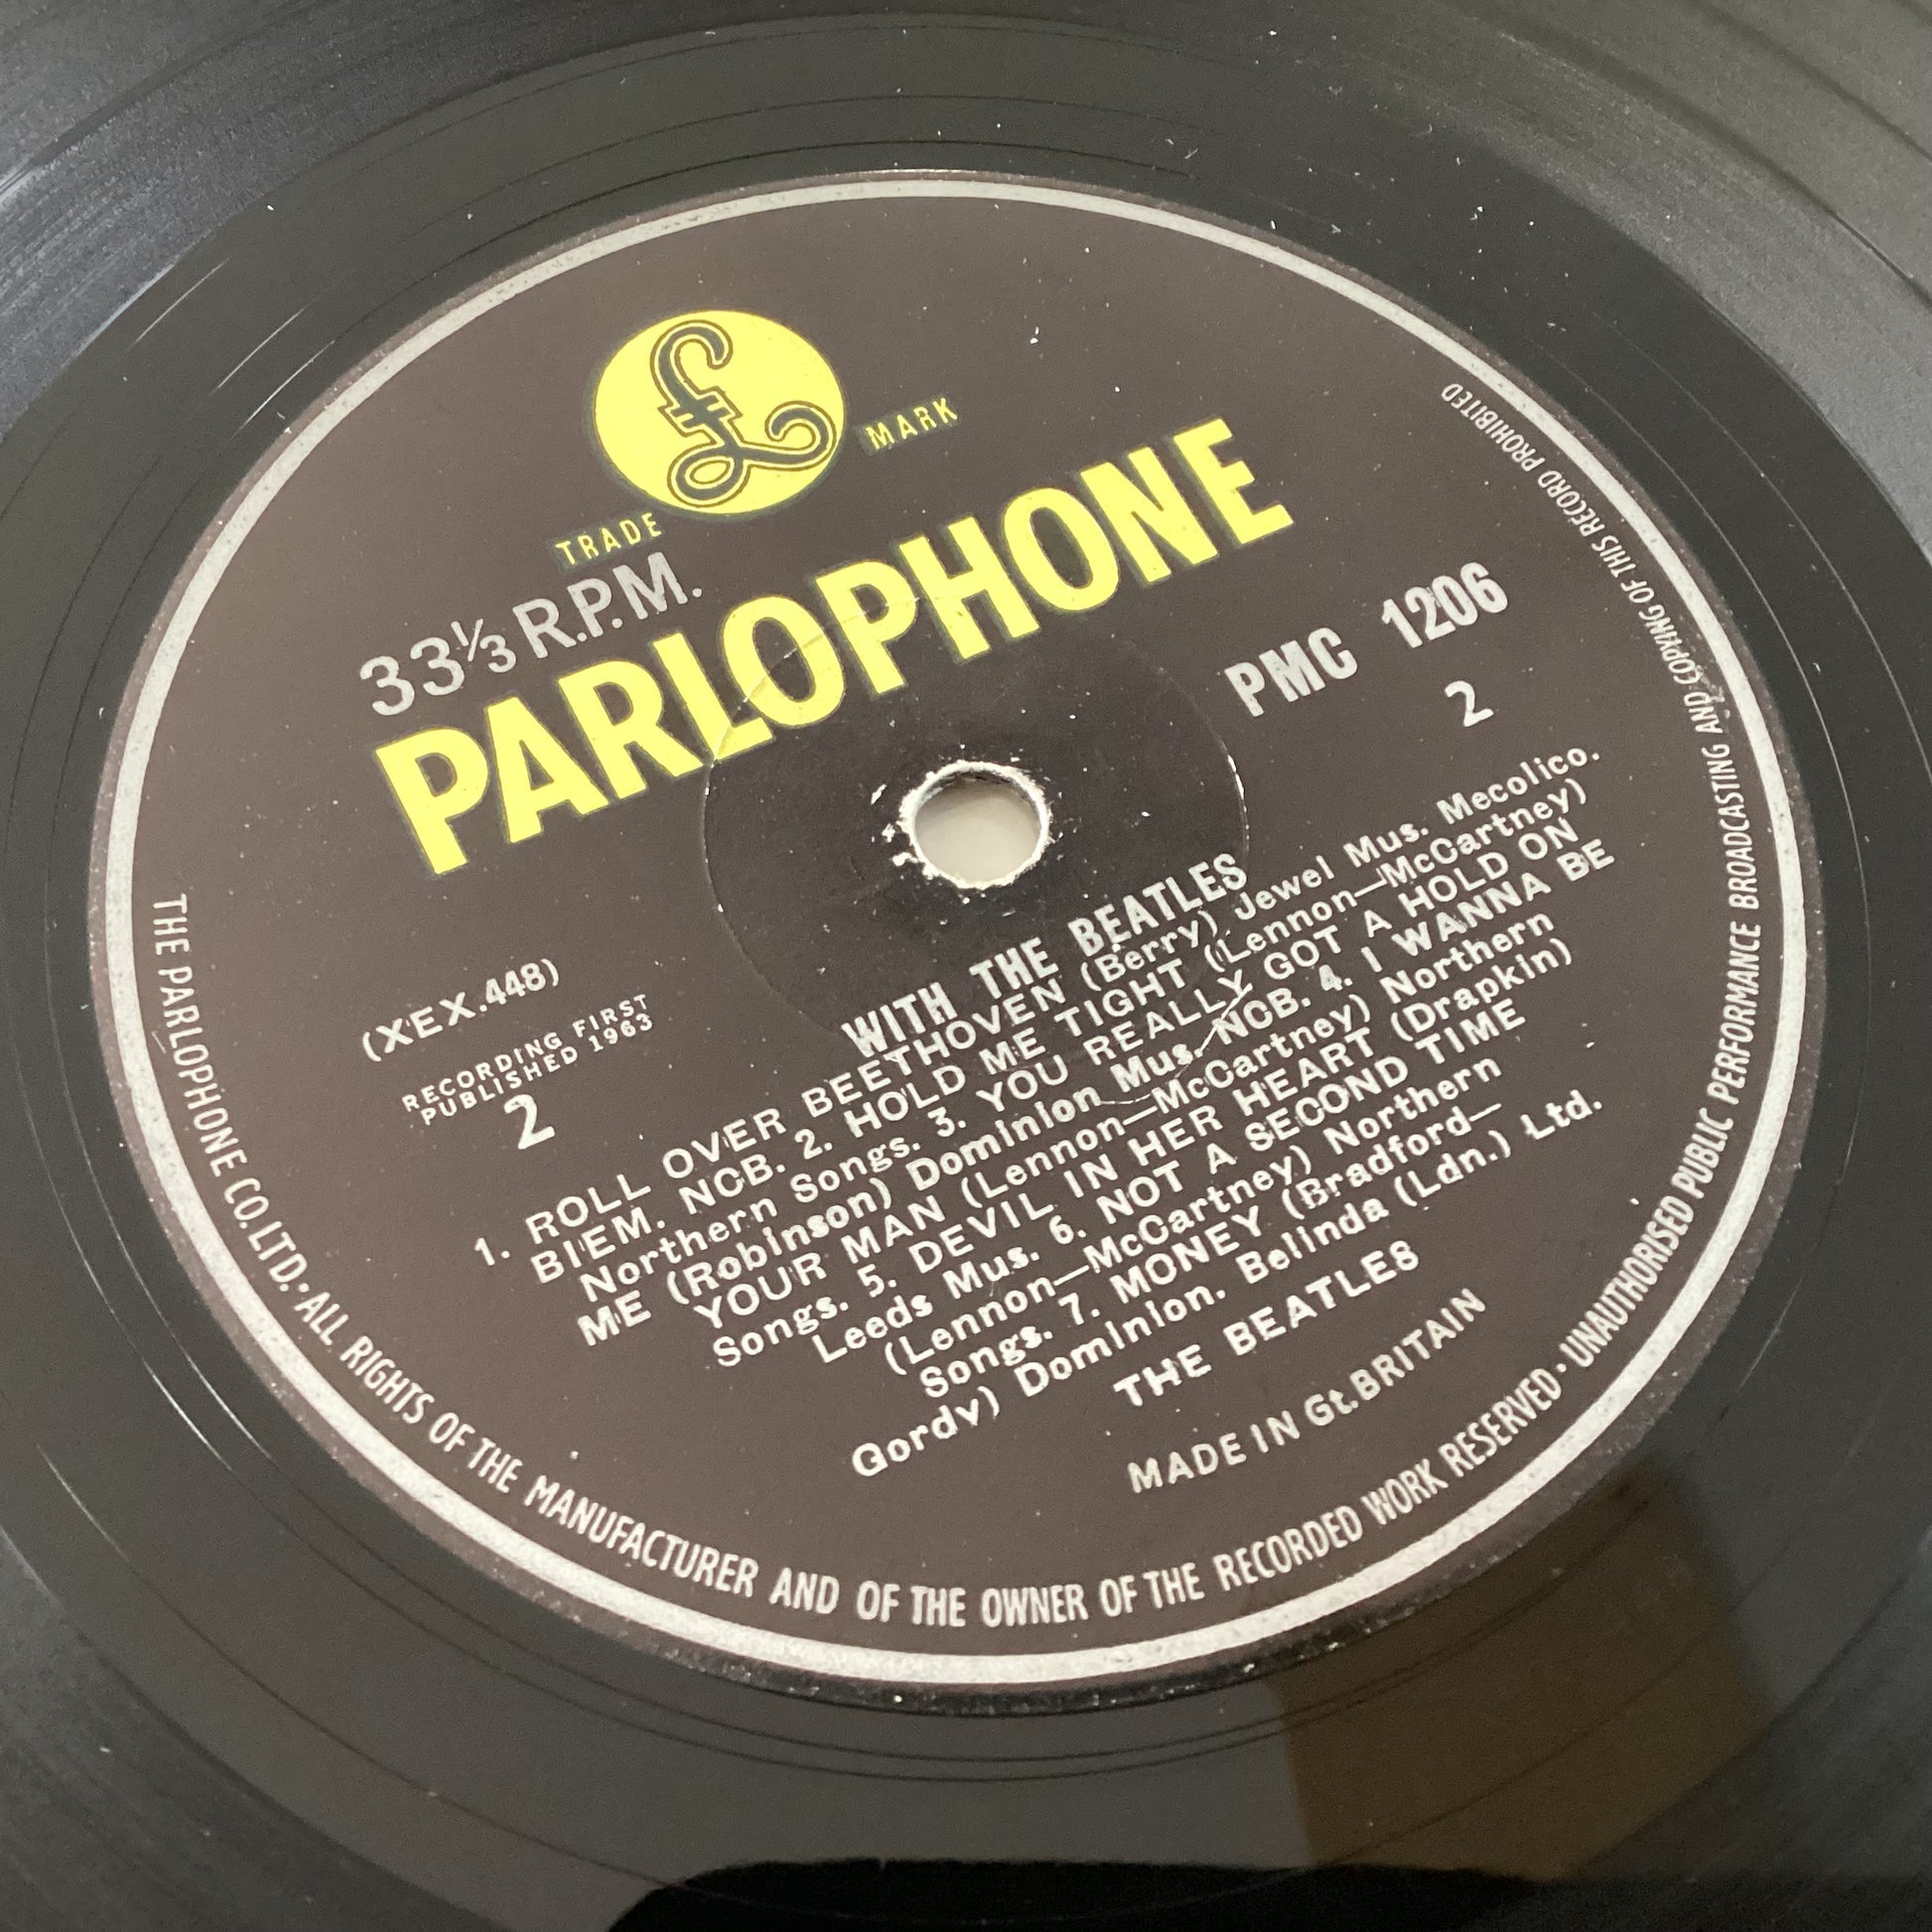 £
TRADE MARK
33⅓ R.P.M.
PARLOPHONE
PMC 1206
2
(XEX.448)
RECORDING FIRST
PUBLISHED 1963
2
WITH THE BEATLES
1. ROLL OVER BEETHOVEN (Berry) Jewel Mus. Mecolico.
BIEM. NCB. 2. HOLD ME TIGHT (Lennon—McCartney)
Northern Songs. 3. YOU REALLY GOT A HOLD ON
ME (Robinson) Dominion Mus. NCB. 4. I WANNA BE
YOUR MAN (Lennon—McCartney) Northern
Songs. 5. DEVIL IN HER HEART (Drapkin)
Leeds Mus. 6. NOT A SECOND TIME
(Lennon—McCartney) Northern
Songs. 7. MONEY (Bradford—
Gordy) Dominion. Belinda (Ldn.) Ltd.
THE BEATLES
MADE IN Gt.BRITAIN
THE PARLOPHONE CO.LTD.·ALL RIGHTS OF THE MANUFACTURER AND OF THE OWNER OF THE RECORDED WORK RESERVED·UNAUTHORISED PUBLIC PERFORMANCE BROADCASTING AND COPYING OF THIS RECORD PROHIBITED